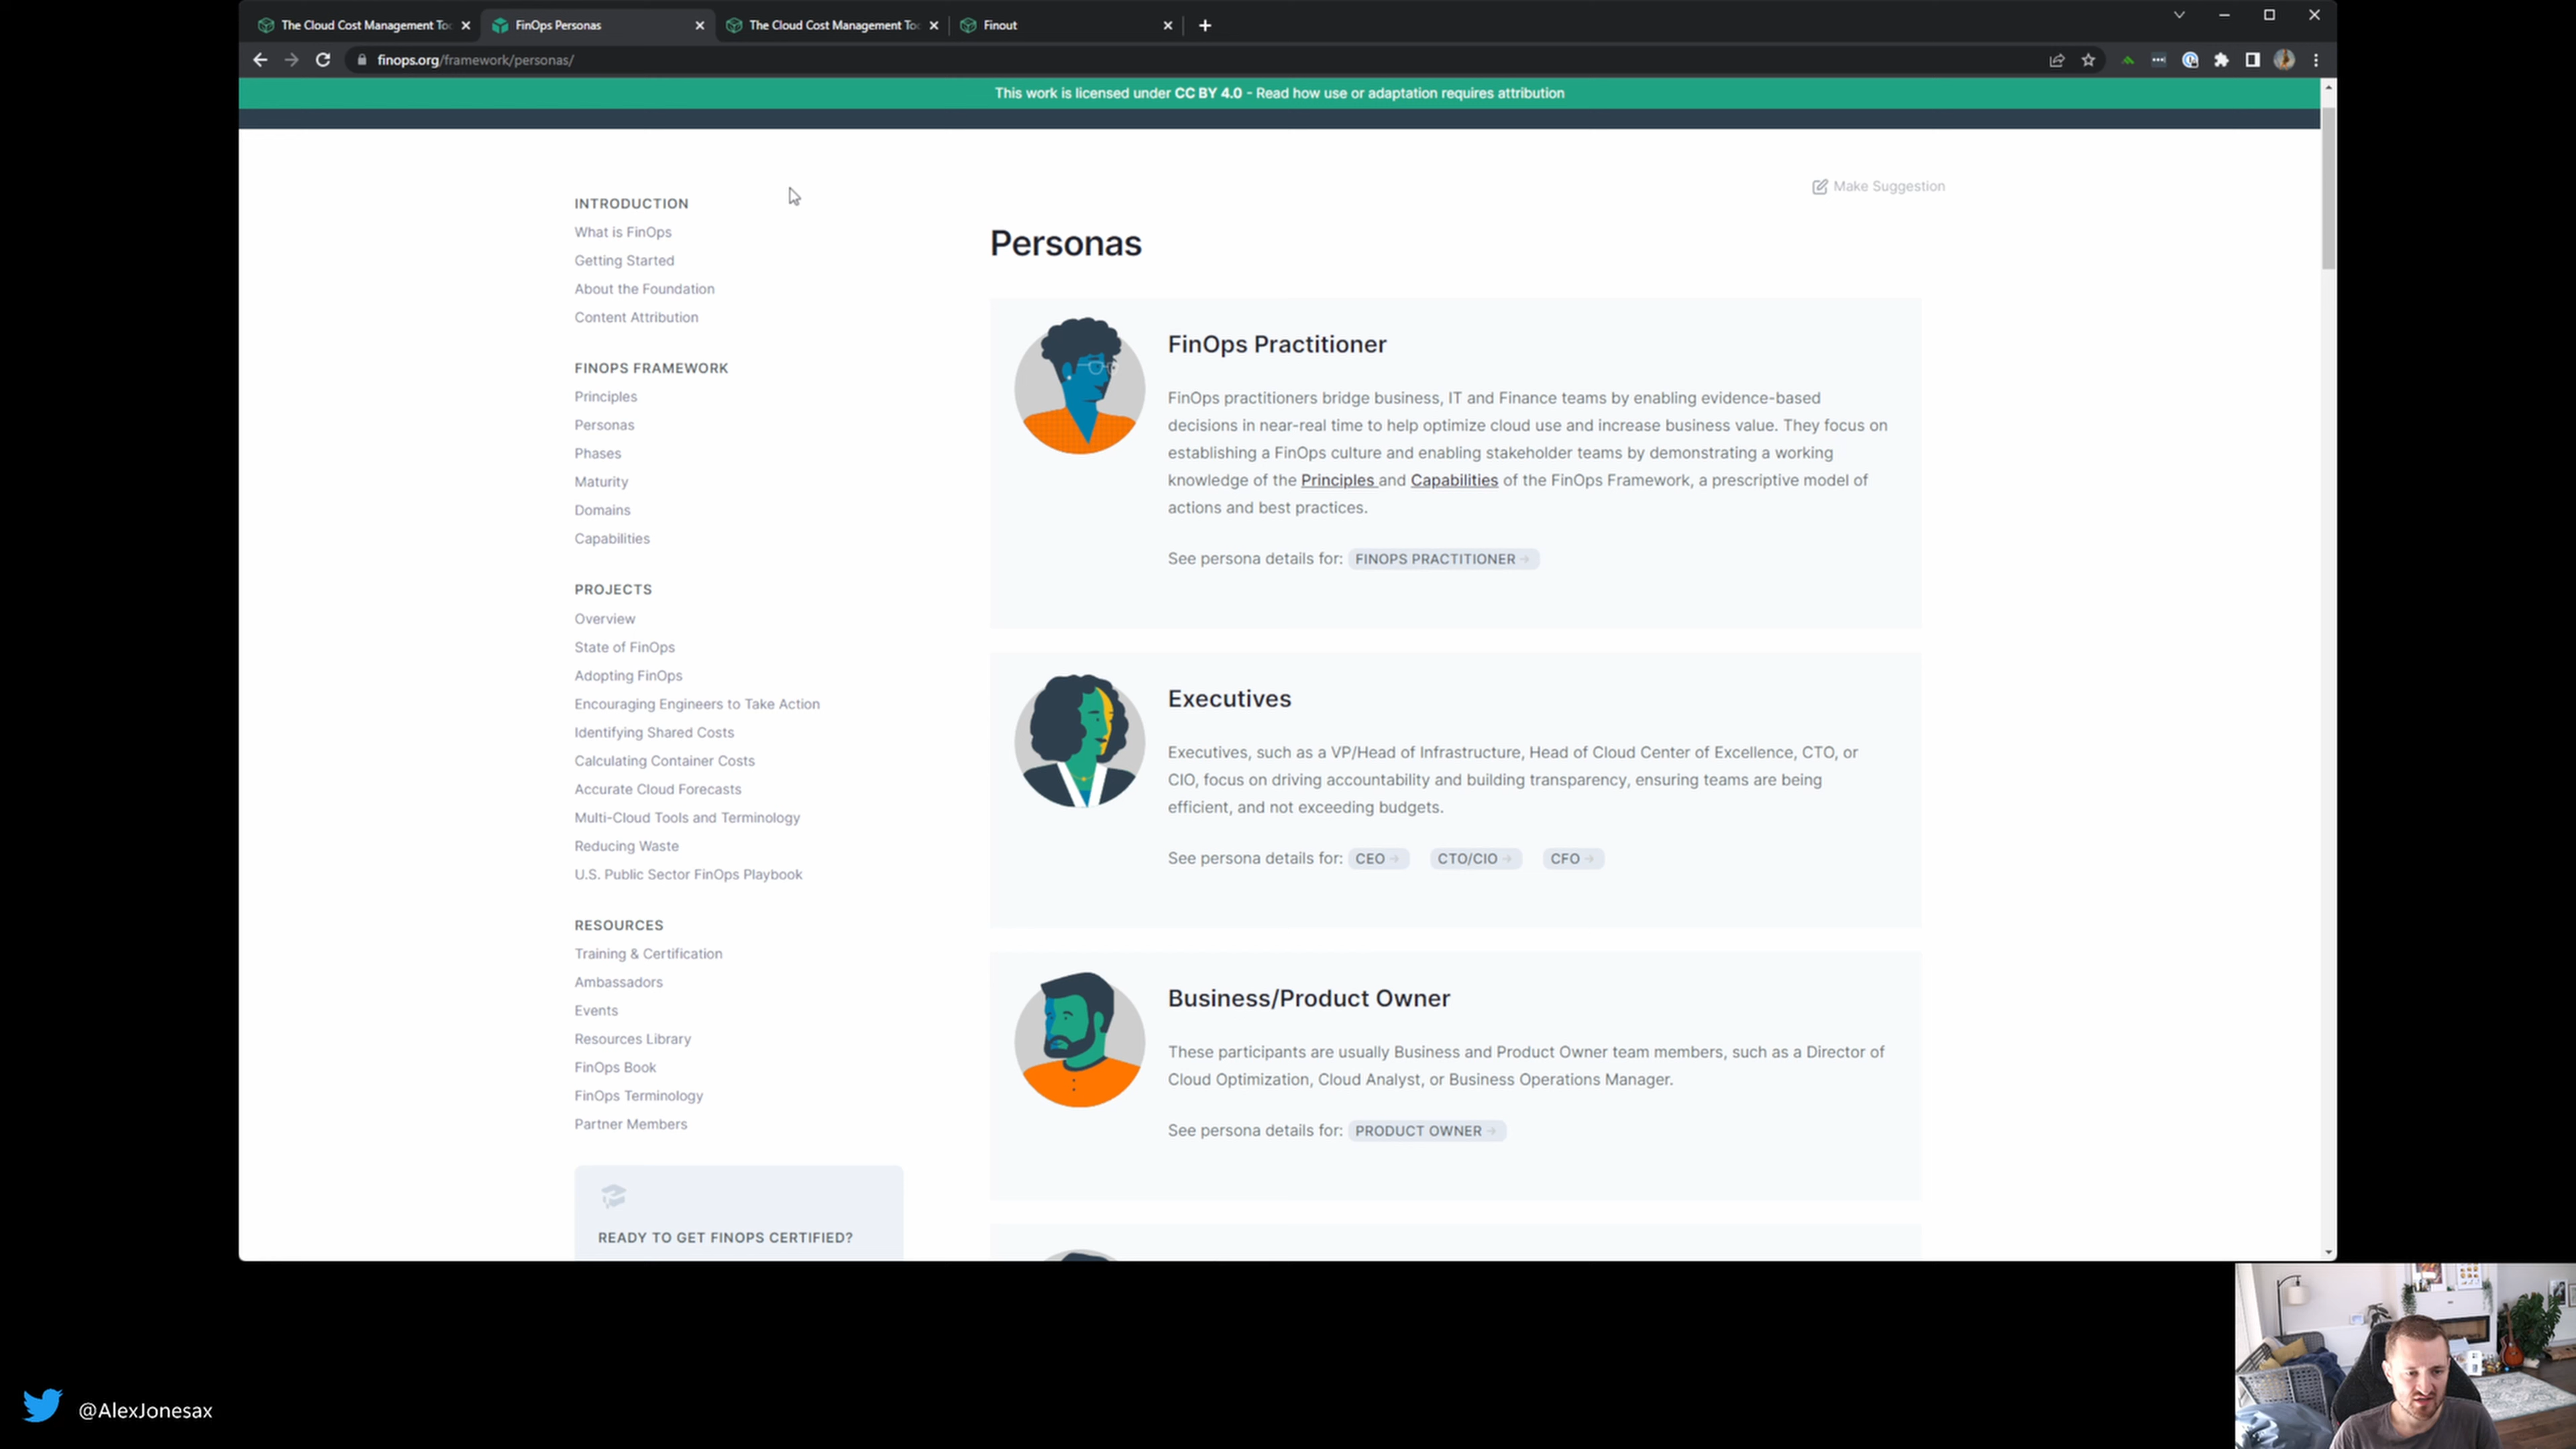 The Cloud Cost Management Too
FinOps Personas
The Cloud Cost Management Too
Finout
finops.org/framework/personas/
This work is licensed under CC BY 4.0 - Read how use or adaptation requires attribution
Make Suggestion
INTRODUCTION
What is FinOps
Getting Started
About the Foundation
Content Attribution
FINOPS FRAMEWORK
Principles
Personas
Phases
Maturity
Domains
Capabilities
PROJECTS
Overview
State of FinOps
Adopting FinOps
Encouraging Engineers to Take Action
Identifying Shared Costs
Calculating Container Costs
Accurate Cloud Forecasts
Multi-Cloud Tools and Terminology
Reducing Waste
U.S. Public Sector FinOps Playbook
RESOURCES
Training & Certification
Ambassadors
Events
Resources Library
FinOps Book
FinOps Terminology
Partner Members
READY TO GET FINOPS CERTIFIED?
Personas
FinOps Practitioner
FinOps practitioners bridge business, IT and Finance teams by enabling evidence-based
decisions in near-real time to help optimize cloud use and increase business value. They focus on
establishing a FinOps culture and enabling stakeholder teams by demonstrating a working
knowledge of the Principles and Capabilities of the FinOps Framework, a prescriptive model of
actions and best practices.
See persona details for: FINOPS PRACTITIONER
Executives
Executives, such as a VP/Head of Infrastructure, Head of Cloud Center of Excellence, CTO, or
CIO, focus on driving accountability and building transparency, ensuring teams are being
efficient, and not exceeding budgets.
See persona details for: CEO CTO/CIO CFO
Business/Product Owner
These participants are usually Business and Product Owner team members, such as a Director of
Cloud Optimization, Cloud Analyst, or Business Operations Manager.
See persona details for: PRODUCT OWNER
@AlexJonesax